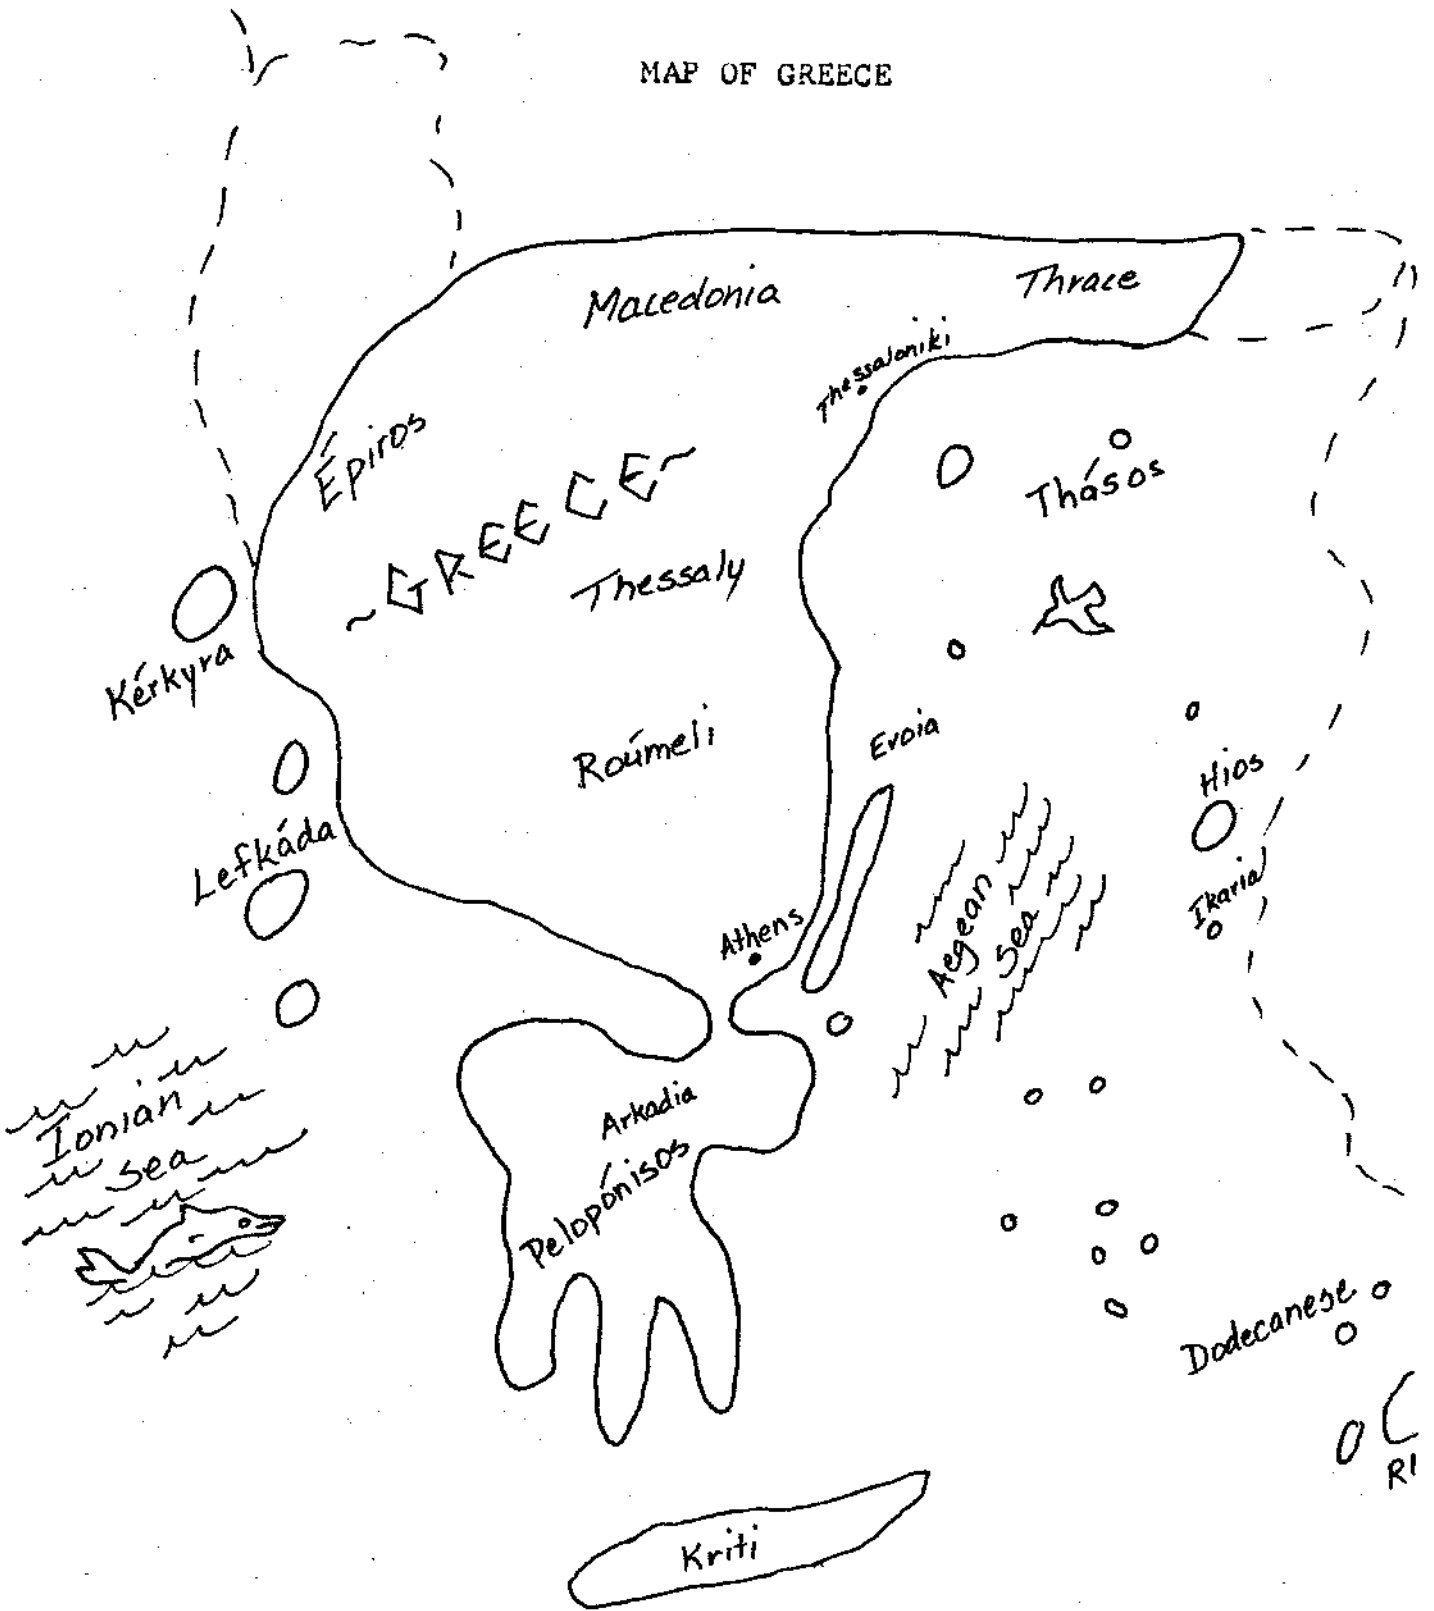 MAP OF GREECE
Macedonia
Thrace
Thessaloniki
Épiros
~GREECE~
Thásos
Thessaly
Kérkyra
Roúmeli
Evoia
Hios
Lefkáda
Ikaria
Athens
Aegean
Sea
Ionian
Sea
Arkadia
Pelopónisos
Dodecanese
Kriti